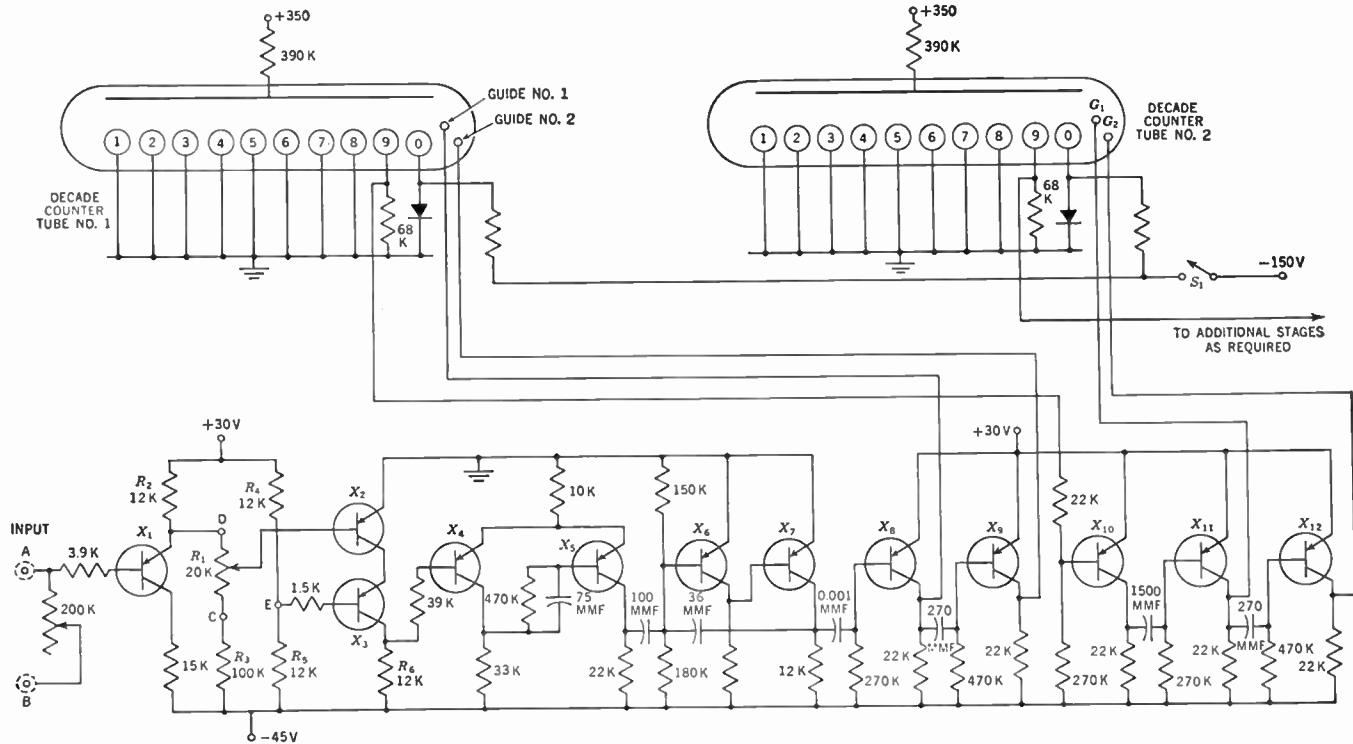 +350
390K
GUIDE NO. 1
GUIDE NO. 2
1 2 3 4 5 6 7 8 9 0
DECADE
COUNTER
TUBE NO. 1
68
K
+350
390K
G1
G2
DECADE
COUNTER
TUBE NO. 2
1 2 3 4 5 6 7 8 9 0
68
K
S1
-150V
TO ADDITIONAL STAGES
AS REQUIRED
+30V
+30V
R2
12K
R4
12K
10K
150K
22K
INPUT
A
3.9K
200K
B
X1
D
R1
20K
C
E
1.5K
X2
X3
X4
X5
X6
X7
X8
X9
X10
X11
X12
39K
470K
75
MMF
100
MMF
36
MMF
0.001
MMF
270
MMF
1500
MMF
270
MMF
15K
R3
100K
R5
12K
R6
12K
33K
22K
180K
12K
270K
22K
470K
22K
270K
22K
270K
22K
470K
22K
-45V